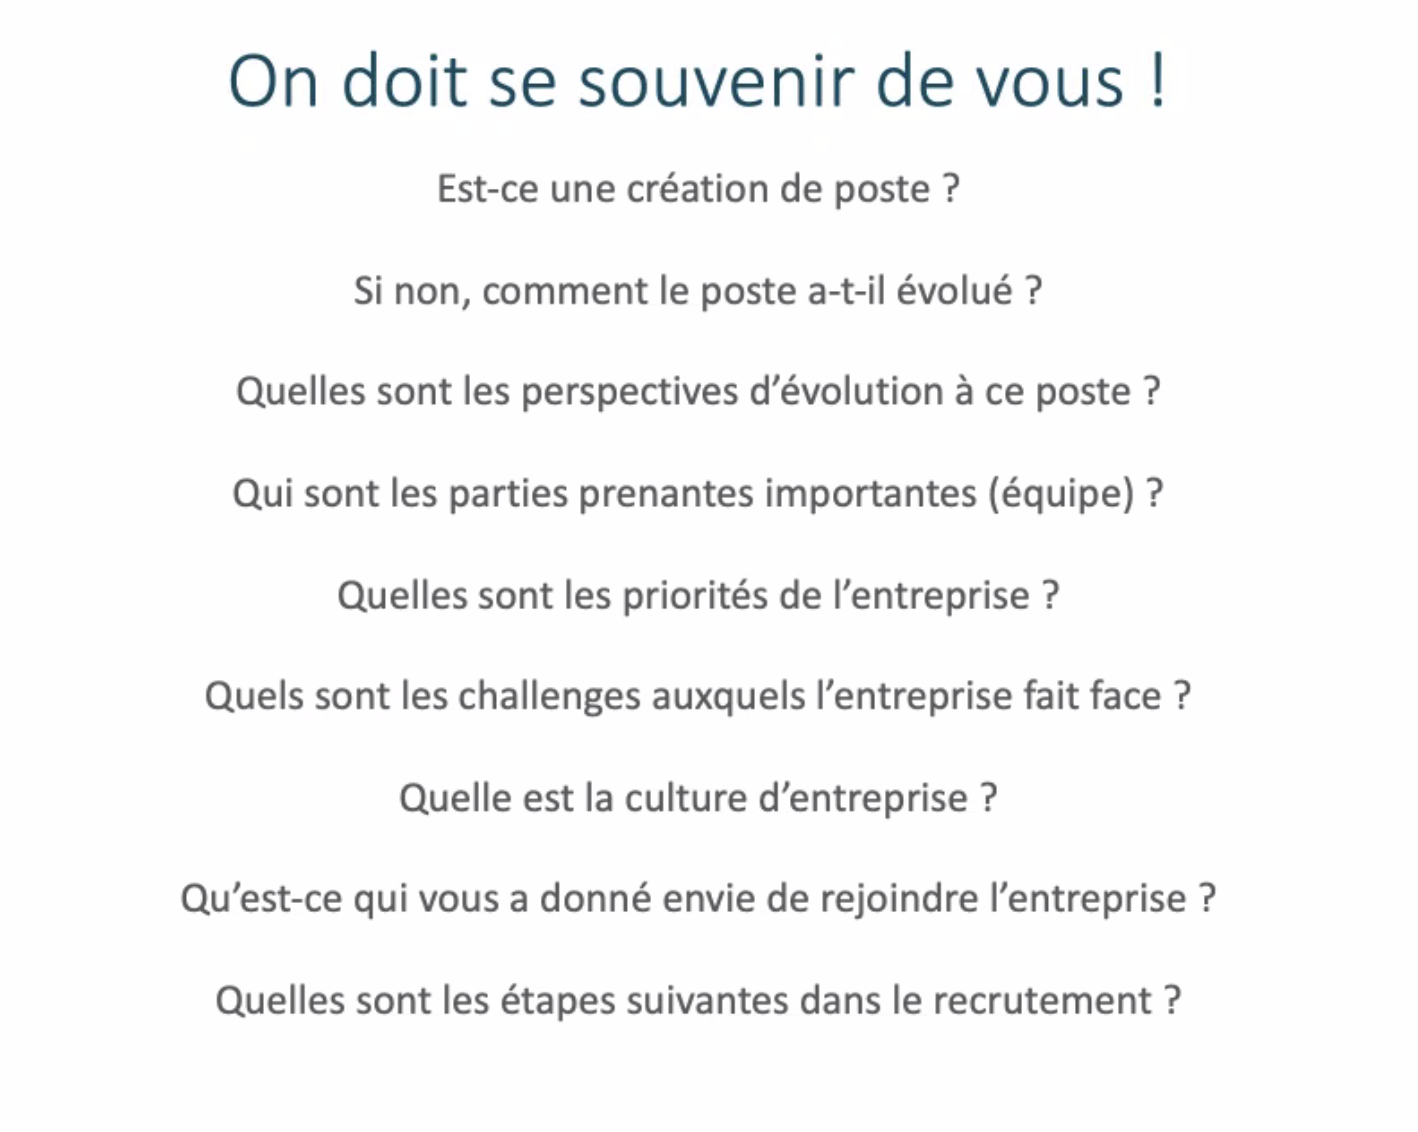 On doit se souvenir de vous !
Est-ce une création de poste ?
Si non, comment le poste a-t-il évolué ?
Quelles sont les perspectives d’évolution à ce poste ?
Qui sont les parties prenantes importantes (équipe) ?
Quelles sont les priorités de l’entreprise ?
Quels sont les challenges auxquels l’entreprise fait face ?
Quelle est la culture d’entreprise ?
Qu’est-ce qui vous a donné envie de rejoindre l’entreprise ?
Quelles sont les étapes suivantes dans le recrutement ?